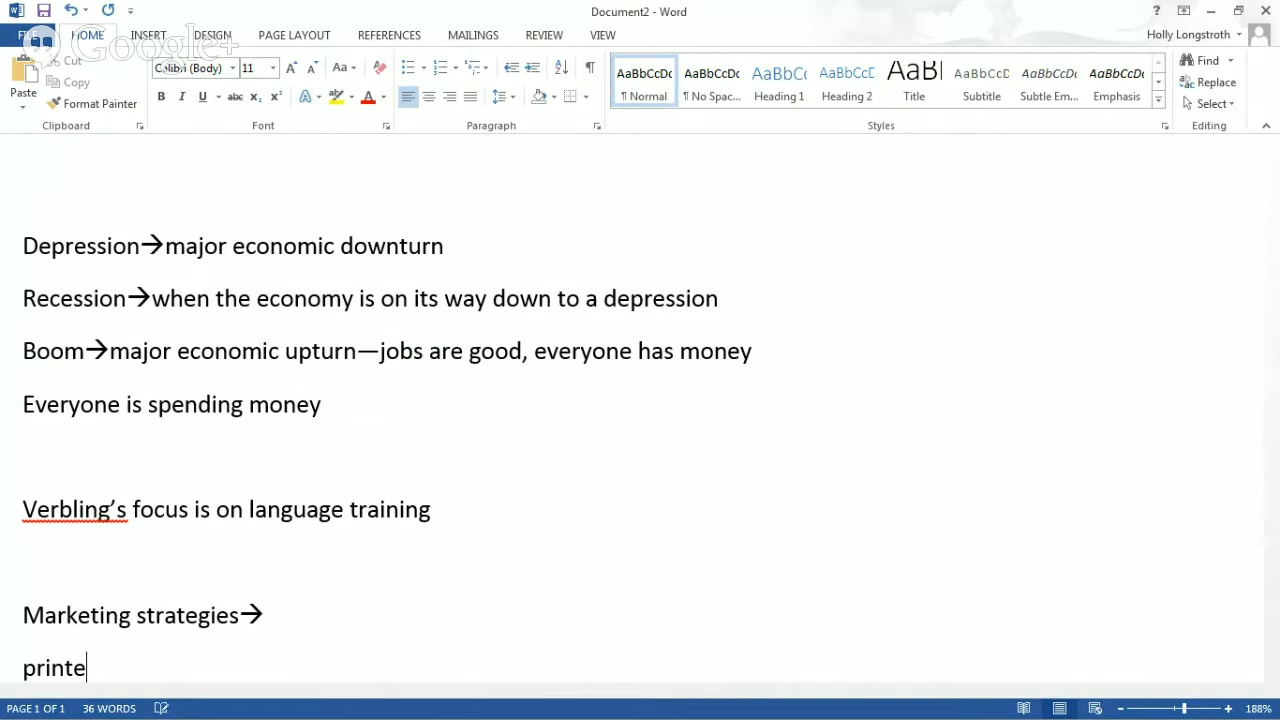 Document2 - Word
Google+
FILE HOME INSERT DESIGN PAGE LAYOUT REFERENCES MAILINGS REVIEW VIEW
Holly Longstroth
Paste
Cut
Copy
Format Painter
Calibri (Body) 11
AaBbCcDc ¶ Normal
AaBbCcDc ¶ No Spac...
AaBbCc Heading 1
AaBbCcD Heading 2
AaBl Title
AaBbCcD Subtitle
AaBbCcDc Subtle Em...
AaBbCcDc Emphasis
Find
Replace
Select
Clipboard Font Paragraph Styles Editing
Depression→major economic downturn
Recession→when the economy is on its way down to a depression
Boom→major economic upturn—jobs are good, everyone has money
Everyone is spending money
Verbling’s focus is on language training
Marketing strategies→
printe
PAGE 1 OF 1 36 WORDS 188%